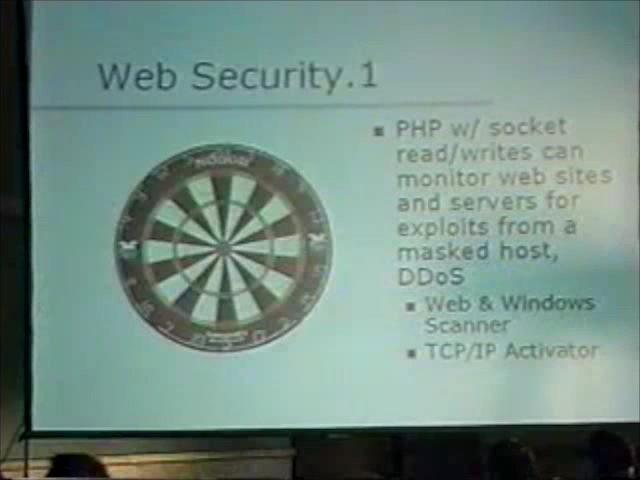 Web Security.1
PHP w/ socket
read/writes can
monitor web sites
and servers for
exploits from a
masked host,
DDoS
Web & Windows
Scanner
TCP/IP Activator